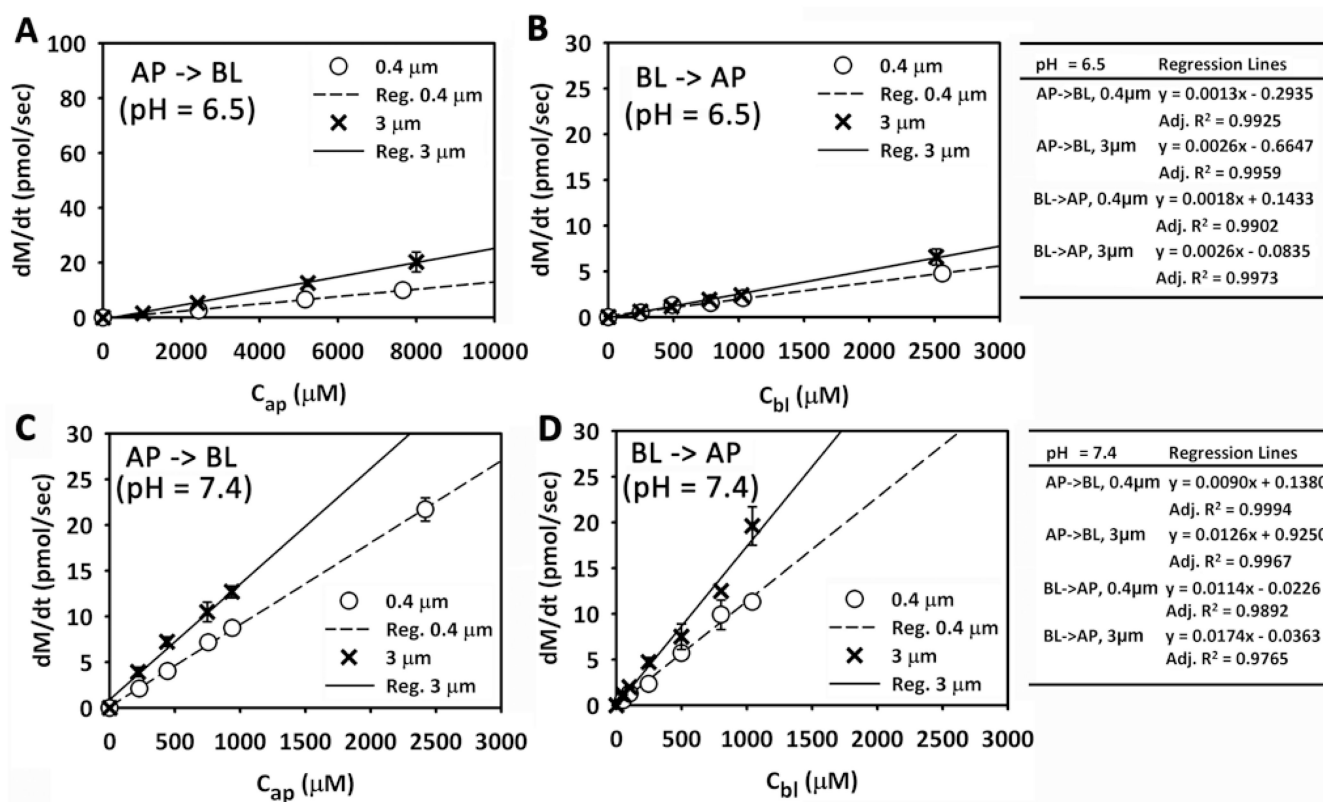 A
100
80
60
40
20
0
dM/dt (pmol/sec)
AP -> BL
(pH = 6.5)
0.4 μm
Reg. 0.4 μm
3 μm
Reg. 3 μm
0 2000 4000 6000 8000 10000
Cap (μM)
B
30
25
20
15
10
5
0
dM/dt (pmol/sec)
BL -> AP
(pH = 6.5)
0.4 μm
Reg. 0.4 μm
3 μm
Reg. 3 μm
0 500 1000 1500 2000 2500 3000
Cbl (μM)
pH = 6.5 Regression Lines
AP->BL, 0.4μm y = 0.0013x - 0.2935
Adj. R² = 0.9925
AP->BL, 3μm y = 0.0026x - 0.6647
Adj. R² = 0.9959
BL->AP, 0.4μm y = 0.0018x + 0.1433
Adj. R² = 0.9902
BL->AP, 3μm y = 0.0026x - 0.0835
Adj. R² = 0.9973
C
30
25
20
15
10
5
0
dM/dt (pmol/sec)
AP -> BL
(pH = 7.4)
0.4 μm
Reg. 0.4 μm
3 μm
Reg. 3 μm
0 500 1000 1500 2000 2500 3000
Cap (μM)
D
30
25
20
15
10
5
0
dM/dt (pmol/sec)
BL -> AP
(pH = 7.4)
0.4 μm
Reg. 0.4 μm
3 μm
Reg. 3 μm
0 500 1000 1500 2000 2500 3000
Cbl (μM)
pH = 7.4 Regression Lines
AP->BL, 0.4μm y = 0.0090x + 0.1380
Adj. R² = 0.9994
AP->BL, 3μm y = 0.0126x + 0.9250
Adj. R² = 0.9967
BL->AP, 0.4μm y = 0.0114x - 0.0226
Adj. R² = 0.9892
BL->AP, 3μm y = 0.0174x - 0.0363
Adj. R² = 0.9765